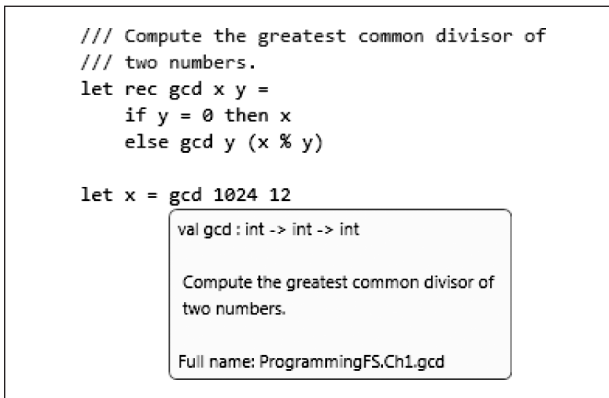 /// Compute the greatest common divisor of
/// two numbers.
let rec gcd x y =
    if y = 0 then x
    else gcd y (x % y)
let x = gcd 1024 12
val gcd : int -> int -> int
Compute the greatest common divisor of
two numbers.
Full name: ProgrammingFS.Ch1.gcd